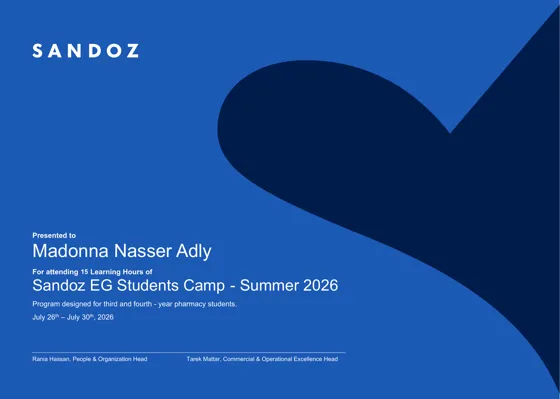 SANDOZ
Presented to
Madonna Nasser Adly
For attending 15 Learning Hours of
Sandoz EG Students Camp - Summer 2026
Program designed for third and fourth - year pharmacy students.
July 26th – July 30th, 2026
Rania Hassan, People & Organization Head
Tarek Mattar, Commercial & Operational Excellence Head